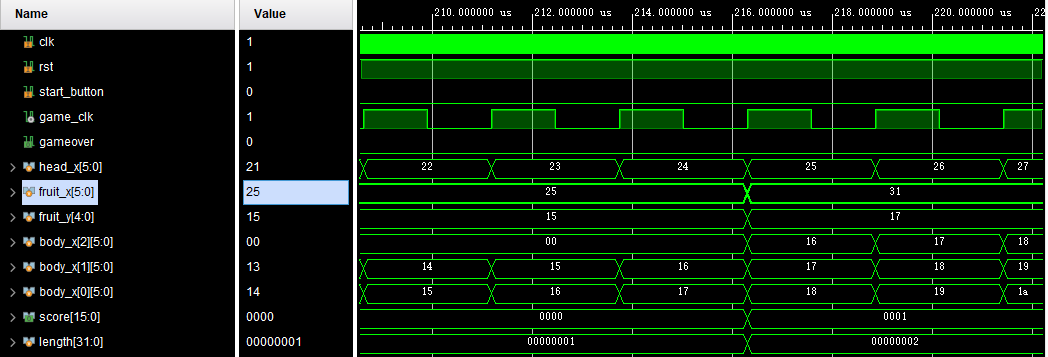 Name Value
210.000000 us 212.000000 us 214.000000 us 216.000000 us 218.000000 us 220.000000 us 22
clk 1
rst 1
start_button 0
game_clk 1
gameover 0
head_x[5:0] 21 22 23 24 25 26 27
fruit_x[5:0] 25 25 31
fruit_y[4:0] 15 15 17
body_x[2][5:0] 00 00 16 17 18
body_x[1][5:0] 13 14 15 16 17 18 19
body_x[0][5:0] 14 15 16 17 18 19 1a
score[15:0] 0000 0000 0001
length[31:0] 00000001 00000001 00000002